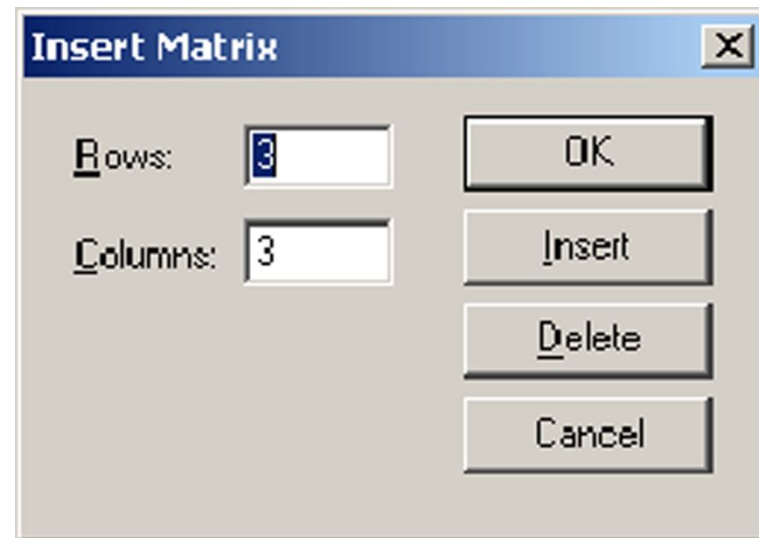 Insert Matrix
Rows: 3
OK
Columns: 3
Insert
Delete
Cancel